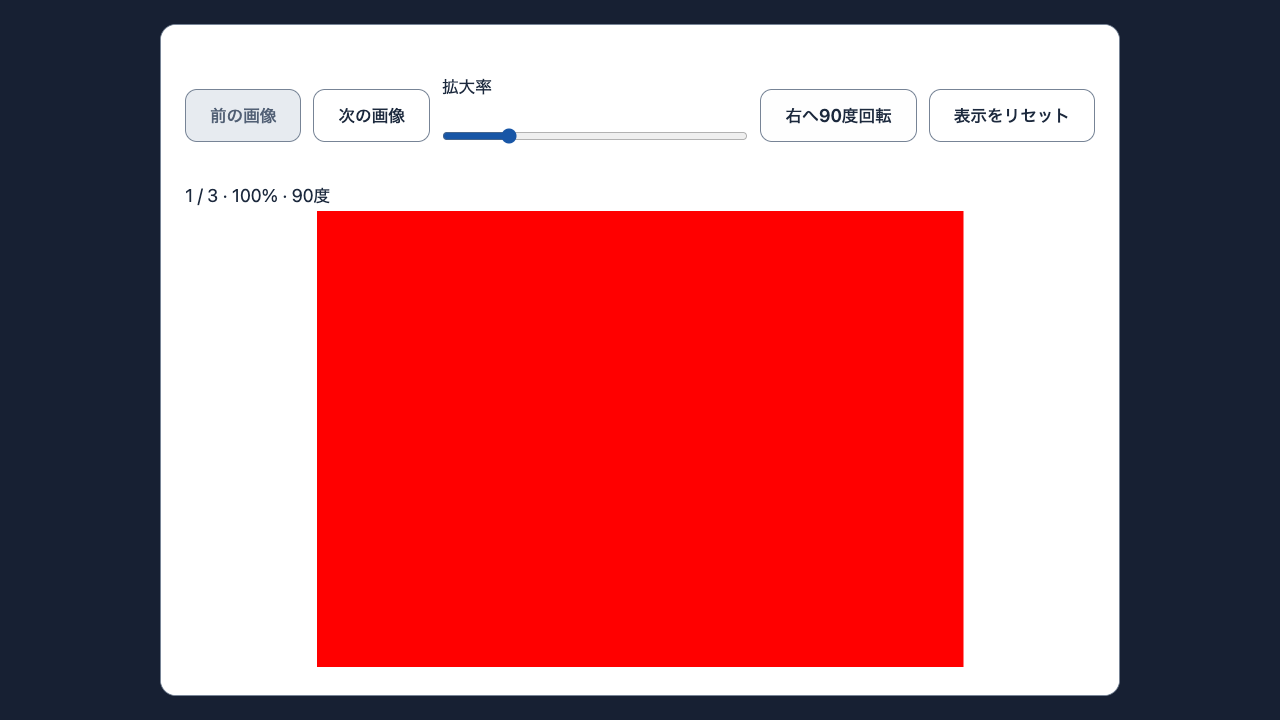 前の画像
次の画像
拡大率
右へ90度回転
表示をリセット
1 / 3 · 100% · 90度